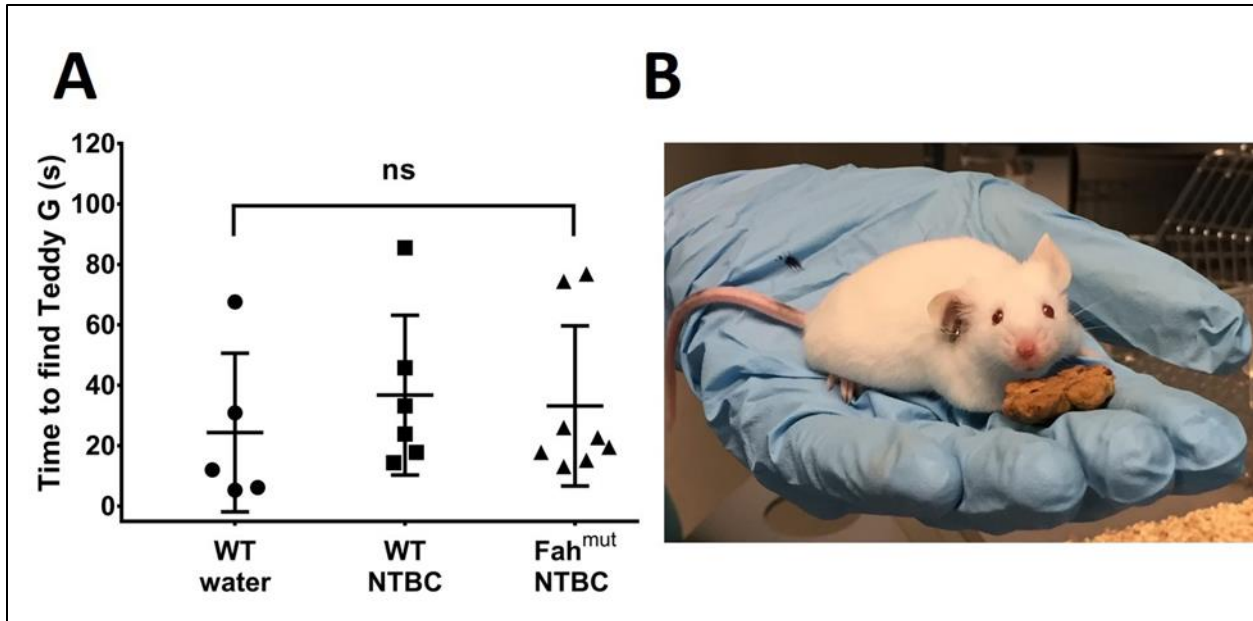 A
B
Time to find Teddy G (s)
120
100
80
60
40
20
0
ns
WT
water
WT
NTBC
Fah^mut
NTBC